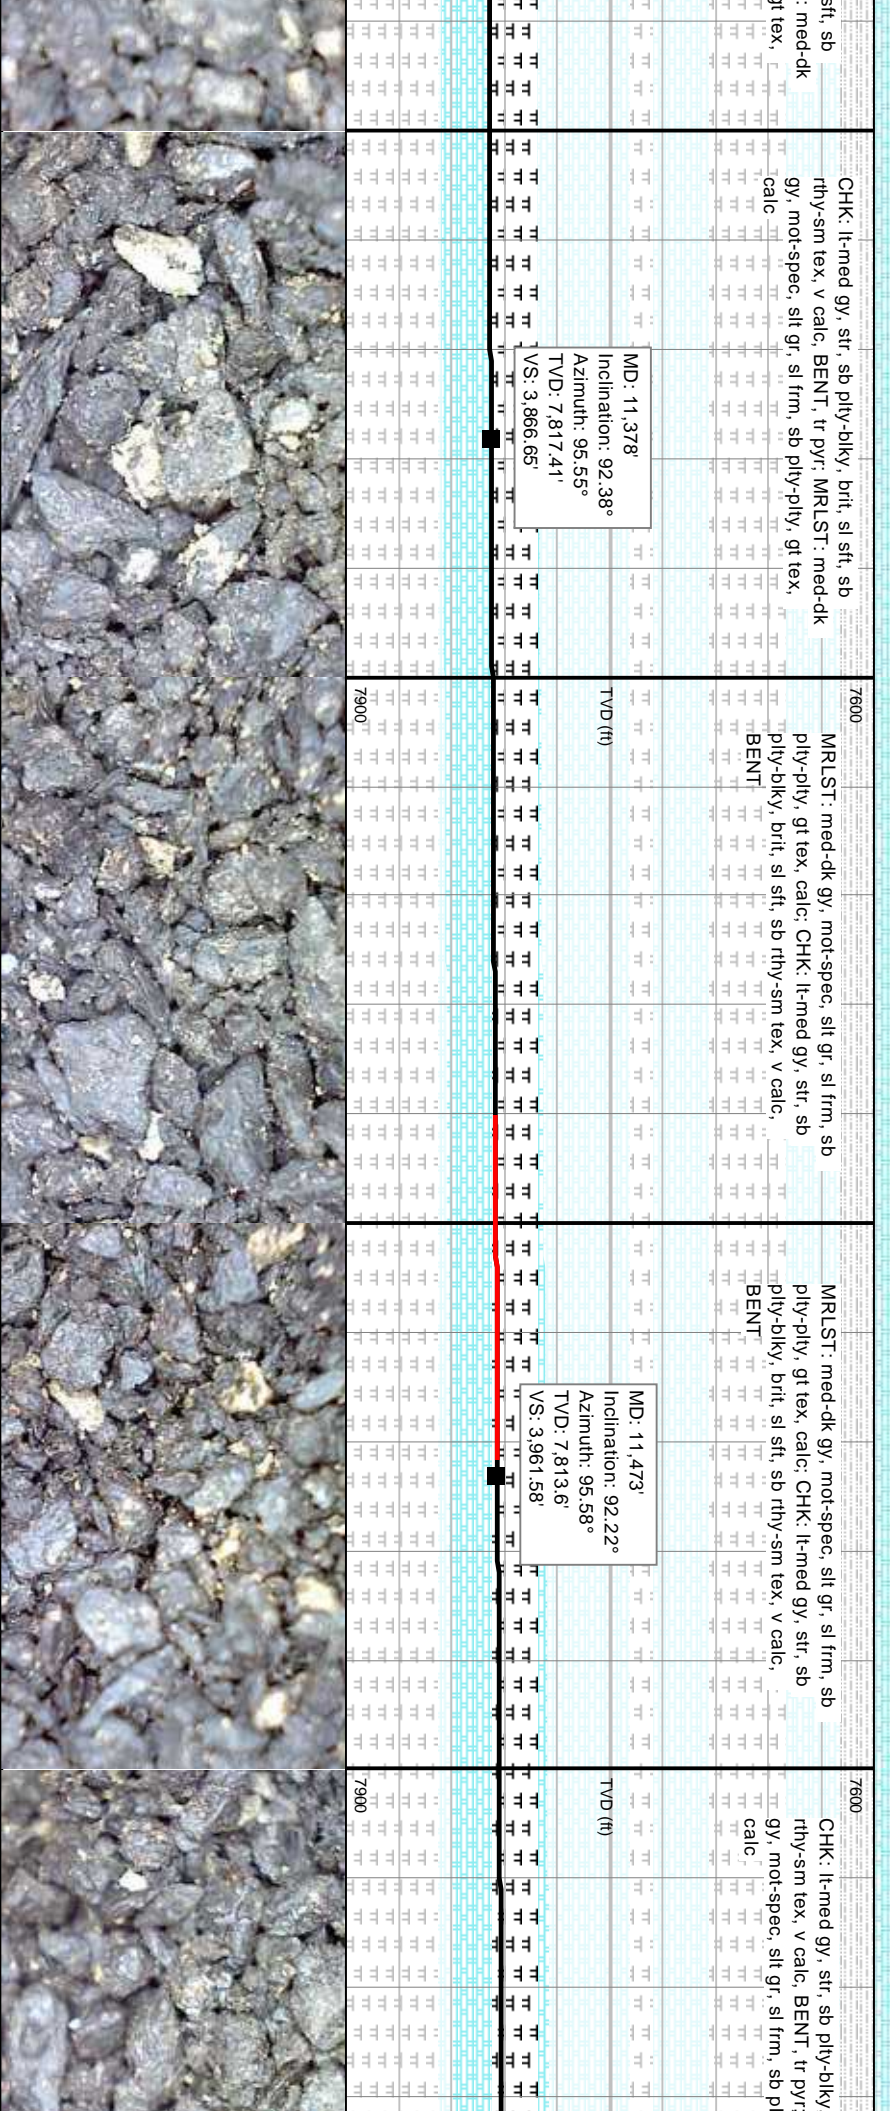 sft, sb
: med-dk
gt tex,
CHK: lt-med gy, str, sb plty-blky, brit, sl sft, sb
rthy-sm tex, v calc, BENT, tr pyr; MRLST: med-dk
gy, mot-spec, slt gr, sl frm, sb plty-plty, gt tex,
calc
MD: 11,378'
Inclination: 92.38°
Azimuth: 95.55°
TVD: 7,817.41'
VS: 3,866.65'
7600
TVD (ft)
7900
MRLST: med-dk gy, mot-spec, slt gr, sl frm, sb
plty-plty, gt tex, calc; CHK: lt-med gy, str, sb
plty-blky, brit, sl sft, sb rthy-sm tex, v calc,
BENT
MRLST: med-dk gy, mot-spec, slt gr, sl frm, sb
plty-plty, gt tex, calc; CHK: lt-med gy, str, sb
plty-blky, brit, sl sft, sb rthy-sm tex, v calc,
BENT
MD: 11,473'
Inclination: 92.22°
Azimuth: 95.58°
TVD: 7,813.6'
VS: 3,961.58'
7600
TVD (ft)
7900
CHK: lt-med gy, str, sb plty-blky,
rthy-sm tex, v calc, BENT, tr pyr;
gy, mot-spec, slt gr, sl frm, sb pl
calc